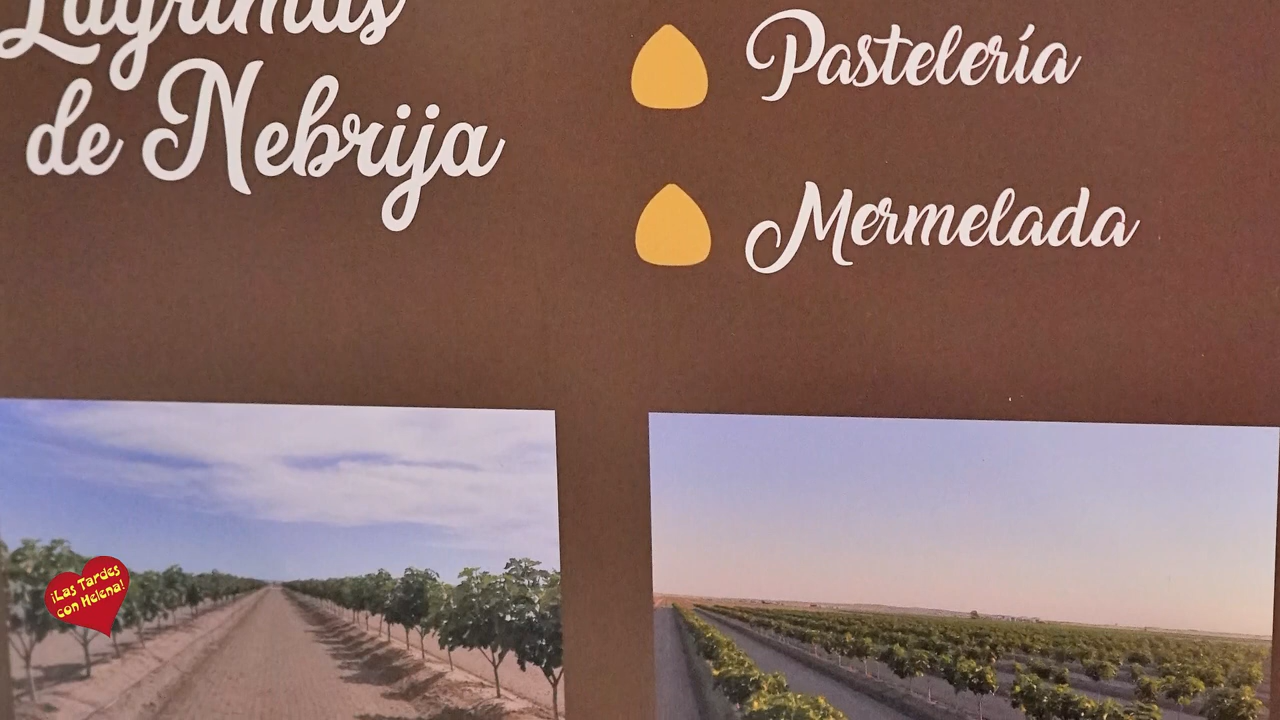 Lágrimas
de Nebrija
Pastelería
Mermelada
¡Las Tardes
con Helena!